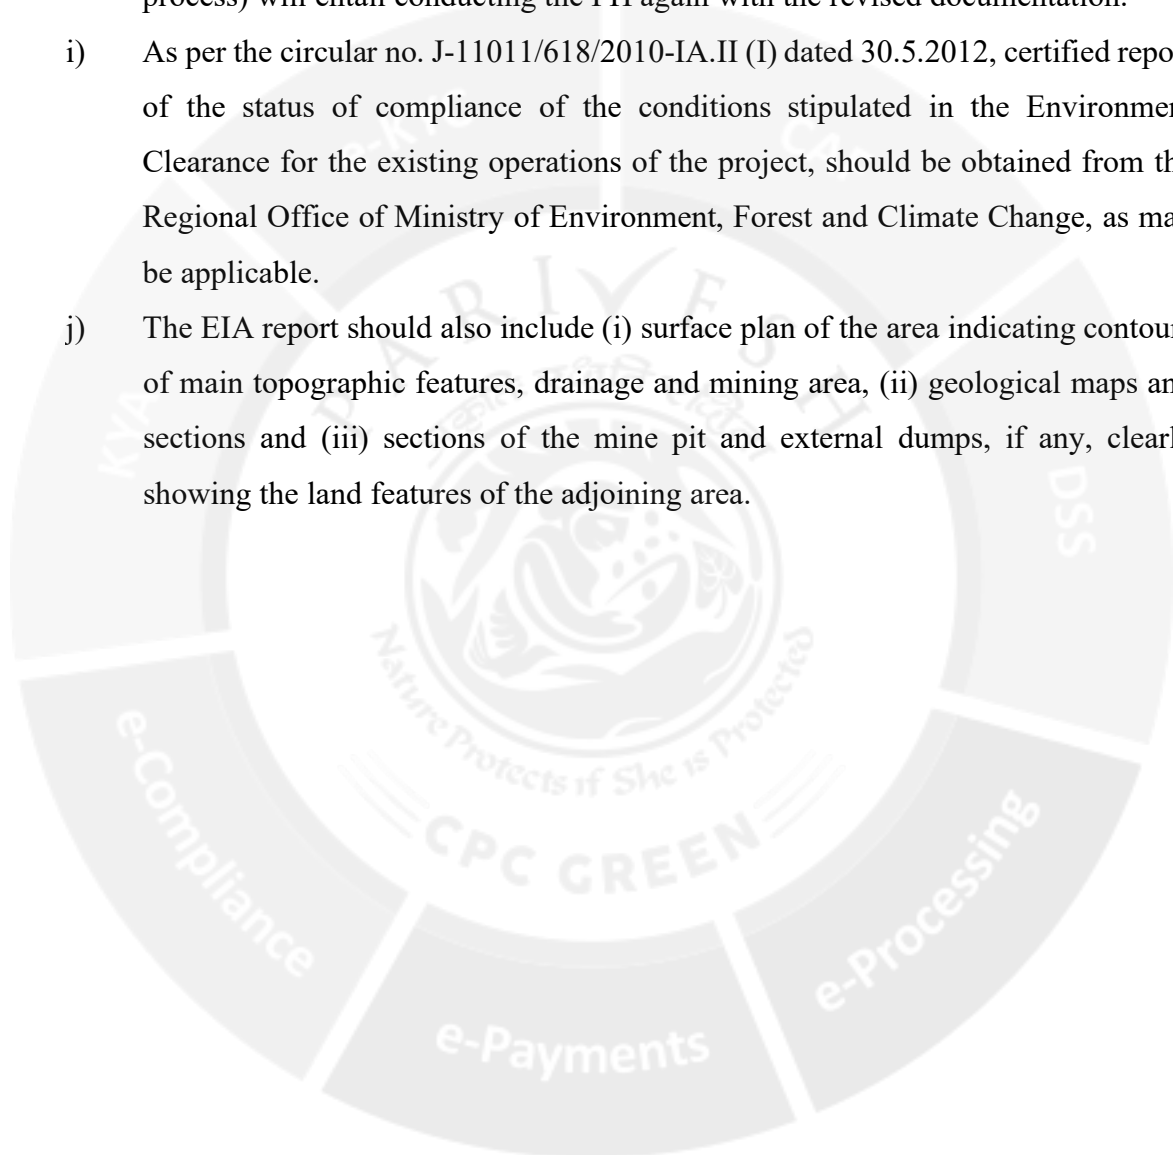 process) will entail conducting the PH again with the revised documentation.
i) As per the circular no. J-11011/618/2010-IA.II (I) dated 30.5.2012, certified repo
of the status of compliance of the conditions stipulated in the Environme
Clearance for the existing operations of the project, should be obtained from th
Regional Office of Ministry of Environment, Forest and Climate Change, as ma
be applicable.
j) The EIA report should also include (i) surface plan of the area indicating contou
of main topographic features, drainage and mining area, (ii) geological maps an
sections and (iii) sections of the mine pit and external dumps, if any, clearl
showing the land features of the adjoining area.
PARIVESH
KYA
DSS
Nature Protects if She is Protected
CPC GREEN
e-Compliance
e-Payments
e-Processing